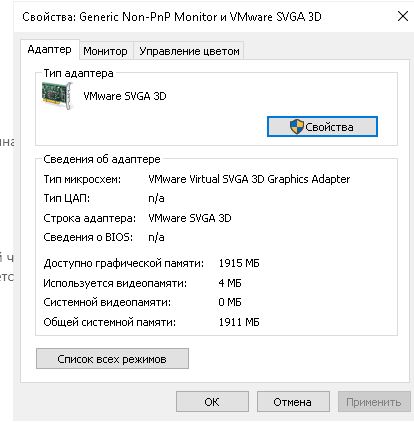 Свойства: Generic Non-PnP Monitor и VMware SVGA 3D
Адаптер Монитор Управление цветом
Тип адаптера
VMware SVGA 3D
Свойства
Сведения об адаптере
Тип микросхем: VMware Virtual SVGA 3D Graphics Adapter
Тип ЦАП: n/a
Строка адаптера: VMware SVGA 3D
Сведения о BIOS: n/a
Доступно графической памяти: 1915 МБ
Используется видеопамяти: 4 МБ
Системной видеопамяти: 0 МБ
Общей системной памяти: 1911 МБ
Список всех режимов
ОК Отмена Применить